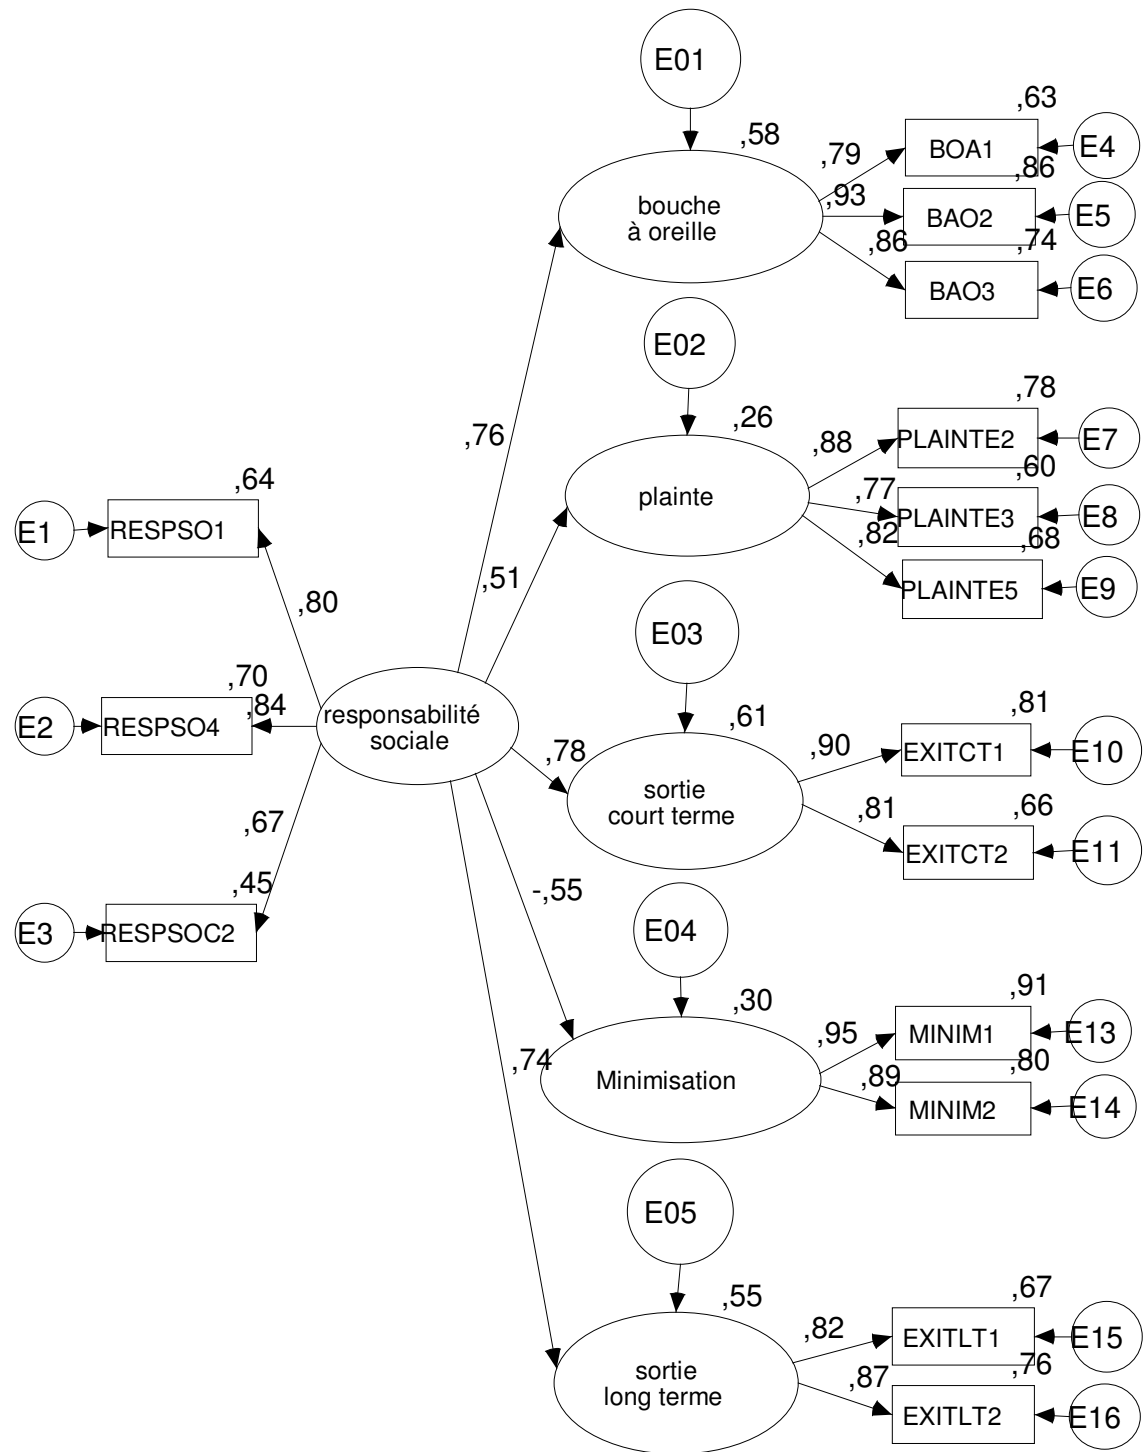 E01
,58
,63
,79
BOA1
E4
,86
,93
bouche
à oreille
BAO2
E5
,74
,86
BAO3
E6
E02
,26
,78
,88
PLAINTE2
E7
,76
,60
,77
plainte
PLAINTE3
E8
,68
,82
PLAINTE5
E9
,64
E1
RESPSO1
,80
,51
E03
,70
,84
E2
RESPSO4
responsabilité
sociale
,61
,81
,78
,90
EXITCT1
E10
sortie
court terme
,81
,66
EXITCT2
E11
,67
,45
E3
RESPSOC2
-,55
E04
,30
,91
,95
MINIM1
E13
,74
,80
Minimisation
,89
MINIM2
E14
E05
,55
,67
,82
EXITLT1
E15
,76
sortie
long terme
,87
EXITLT2
E16